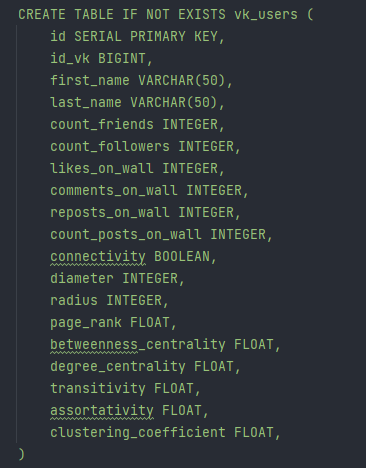 CREATE TABLE IF NOT EXISTS vk_users (
id SERIAL PRIMARY KEY,
id_vk BIGINT,
first_name VARCHAR(50),
last_name VARCHAR(50),
count_friends INTEGER,
count_followers INTEGER,
likes_on_wall INTEGER,
comments_on_wall INTEGER,
reposts_on_wall INTEGER,
count_posts_on_wall INTEGER,
connectivity BOOLEAN,
diameter INTEGER,
radius INTEGER,
page_rank FLOAT,
betweenness_centrality FLOAT,
degree_centrality FLOAT,
transitivity FLOAT,
assortativity FLOAT,
clustering_coefficient FLOAT,
)